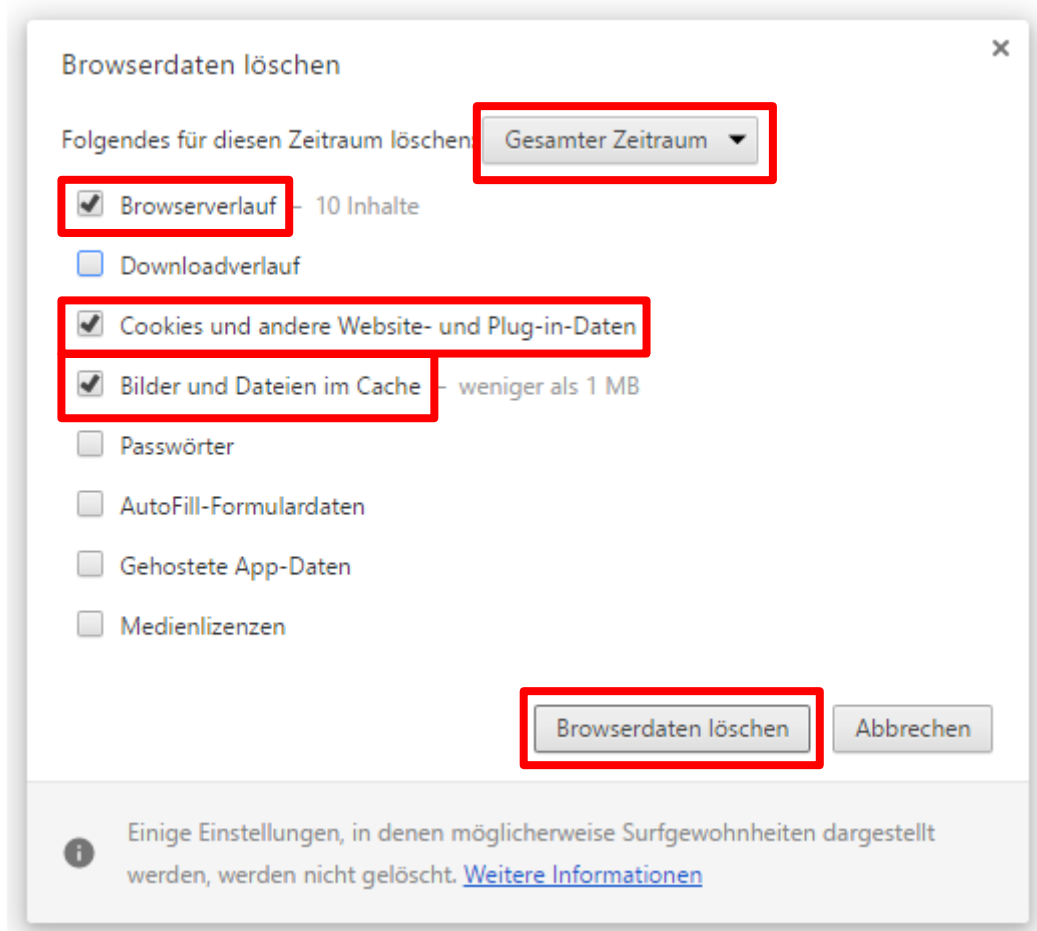 Browserdaten löschen
Folgendes für diesen Zeitraum löschen: Gesamter Zeitraum
Browserverlauf – 10 Inhalte
Downloadverlauf
Cookies und andere Website- und Plug-in-Daten
Bilder und Dateien im Cache – weniger als 1 MB
Passwörter
AutoFill-Formulardaten
Gehostete App-Daten
Medienlizenzen
Browserdaten löschen Abbrechen
Einige Einstellungen, in denen möglicherweise Surfgewohnheiten dargestellt
werden, werden nicht gelöscht. Weitere Informationen